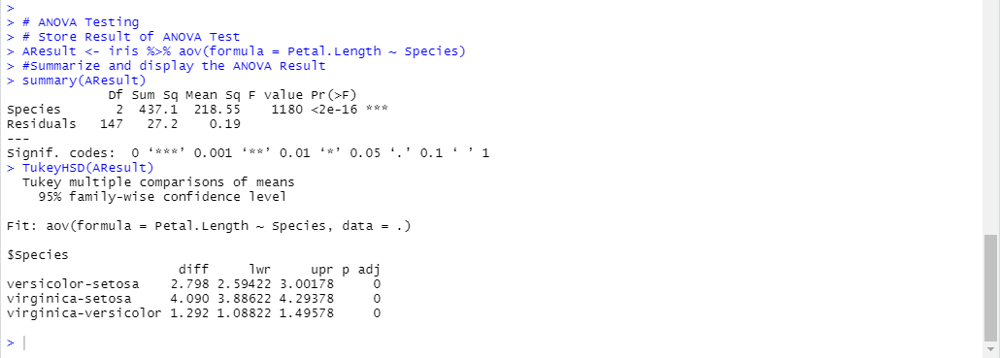 >
> # ANOVA Testing
> # Store Result of ANOVA Test
> AResult <- iris %>% aov(formula = Petal.Length ~ Species)
> #Summarize and display the ANOVA Result
> summary(AResult)
             Df Sum Sq Mean Sq F value Pr(>F)
Species       2  437.1  218.55    1180 <2e-16 ***
Residuals   147   27.2    0.19
---
Signif. codes:  0 ‘***’ 0.001 ‘**’ 0.01 ‘*’ 0.05 ‘.’ 0.1 ‘ ’ 1
> TukeyHSD(AResult)
  Tukey multiple comparisons of means
    95% family-wise confidence level

Fit: aov(formula = Petal.Length ~ Species, data = .)

$Species
                      diff     lwr     upr p adj
versicolor-setosa    2.798 2.59422 3.00178     0
virginica-setosa     4.090 3.88622 4.29378     0
virginica-versicolor 1.292 1.08822 1.49578     0

>